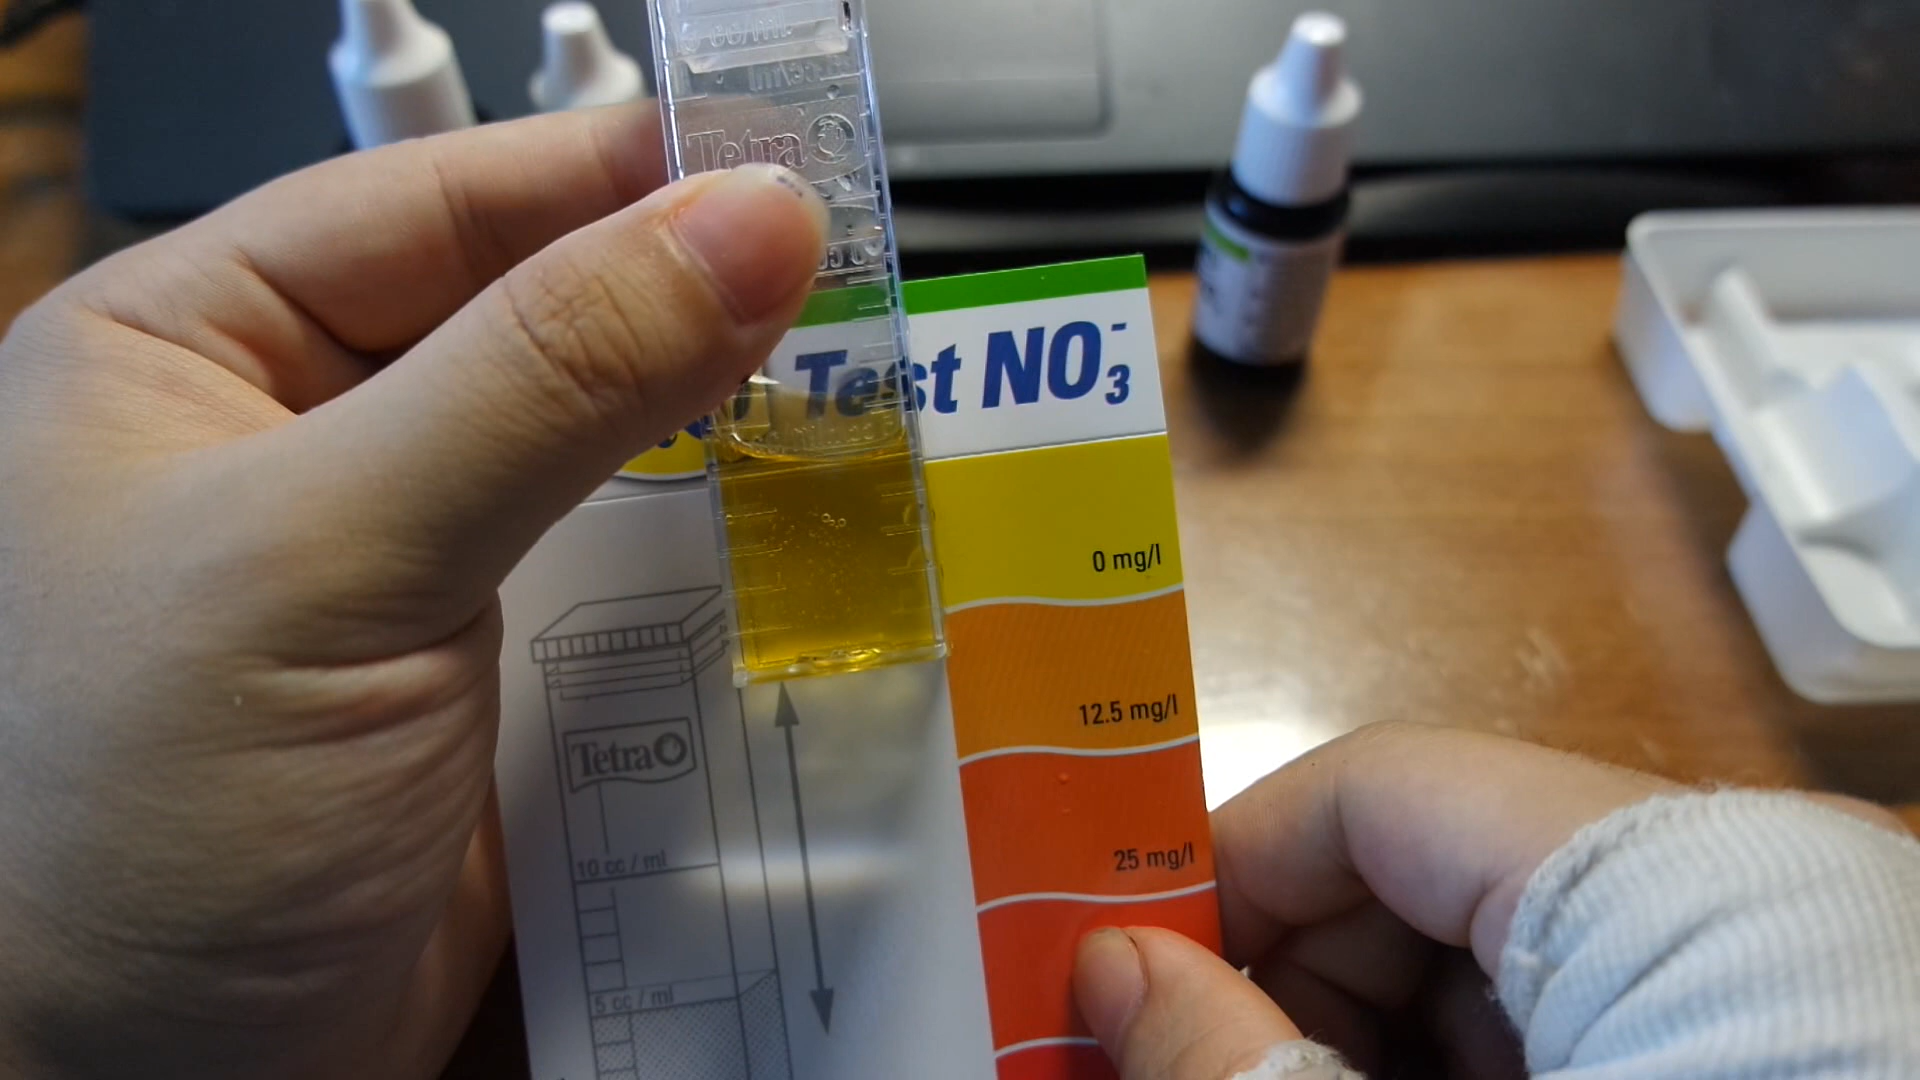 Tetra
Test NO3-
0 mg/l
12.5 mg/l
Tetra
25 mg/l
10 cc / ml
5 cc / ml